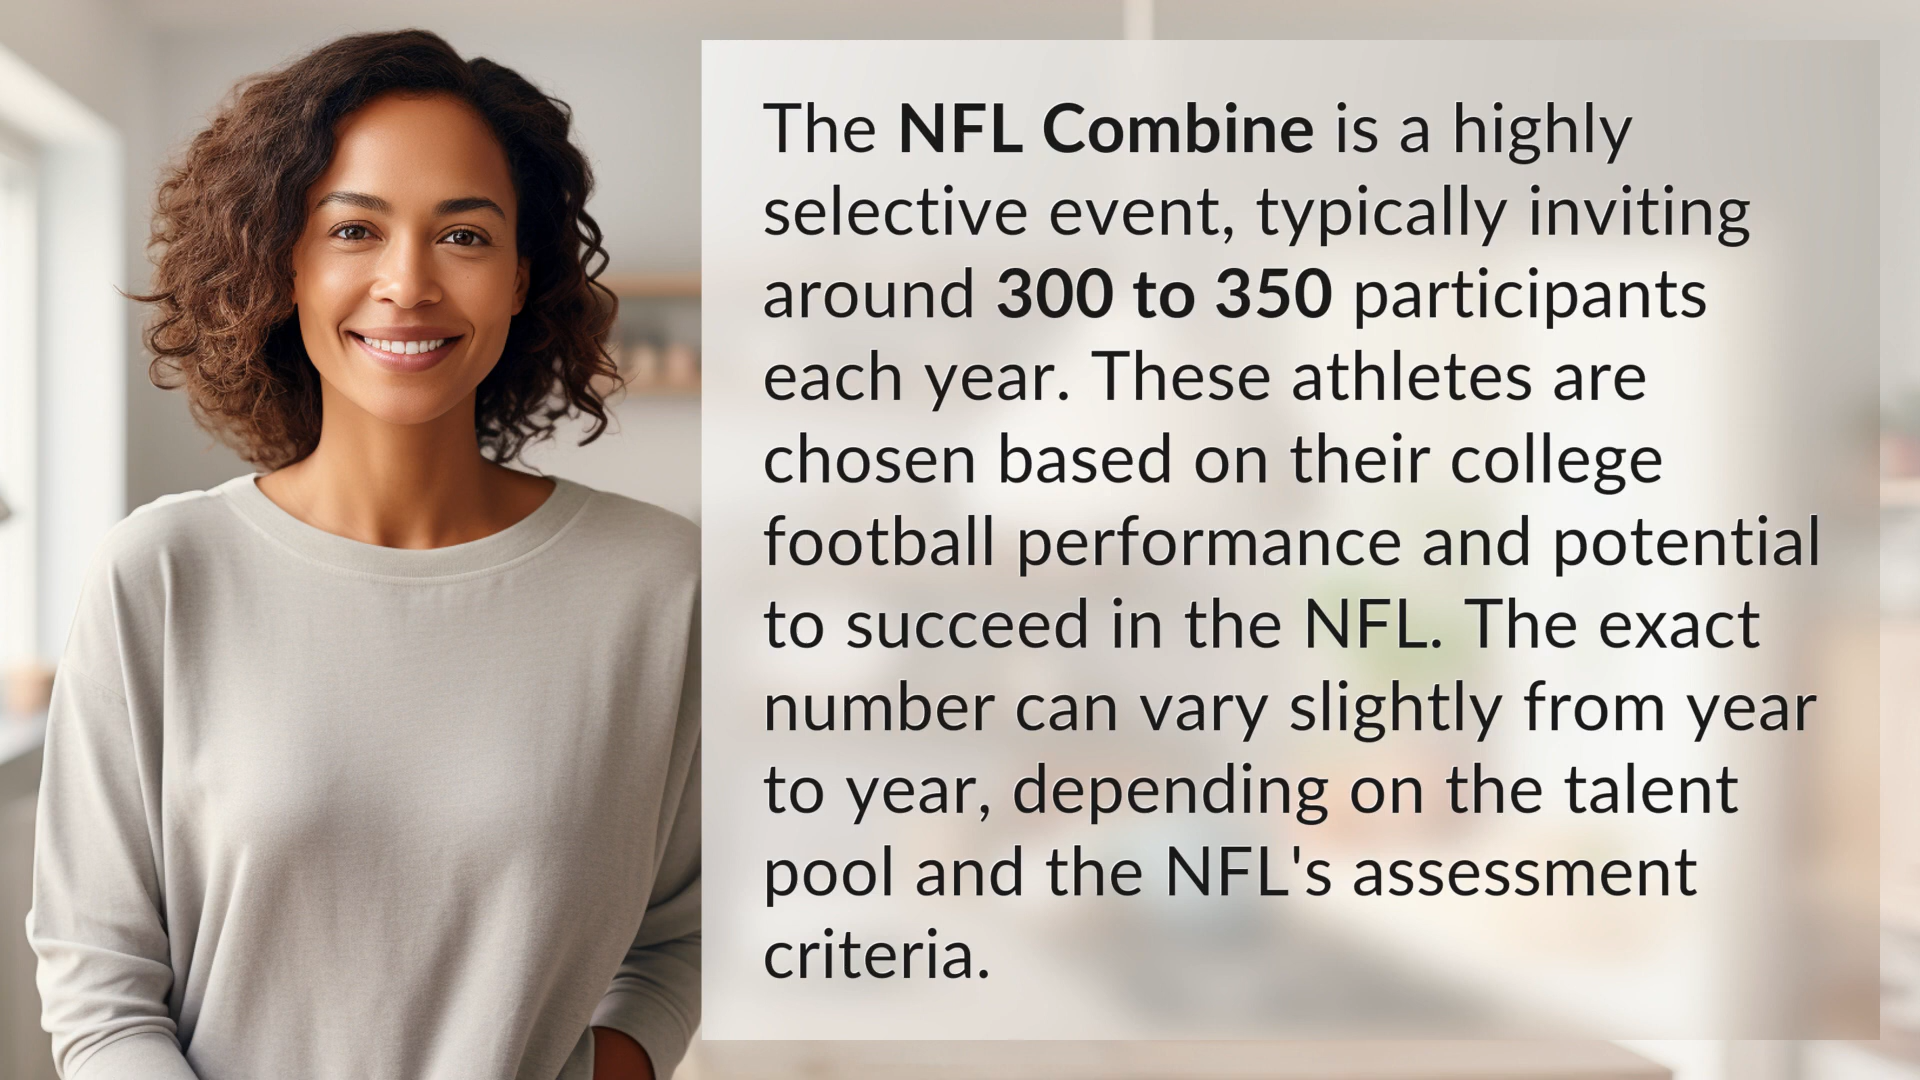 The NFL Combine is a highly
selective event, typically inviting
around 300 to 350 participants
each year. These athletes are
chosen based on their college
football performance and potential
to succeed in the NFL. The exact
number can vary slightly from year
to year, depending on the talent
pool and the NFL's assessment
criteria.